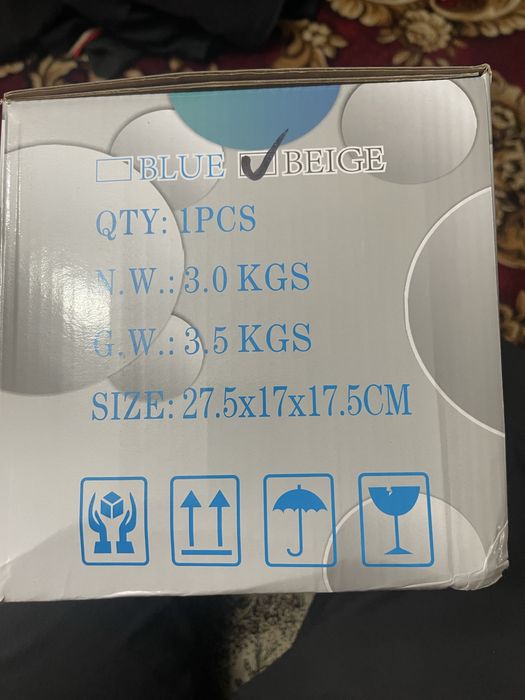 BLUE BEIGE
QTY: 1PCS
N.W.: 3.0 KGS
G.W.: 3.5 KGS
SIZE: 27.5x17x17.5CM